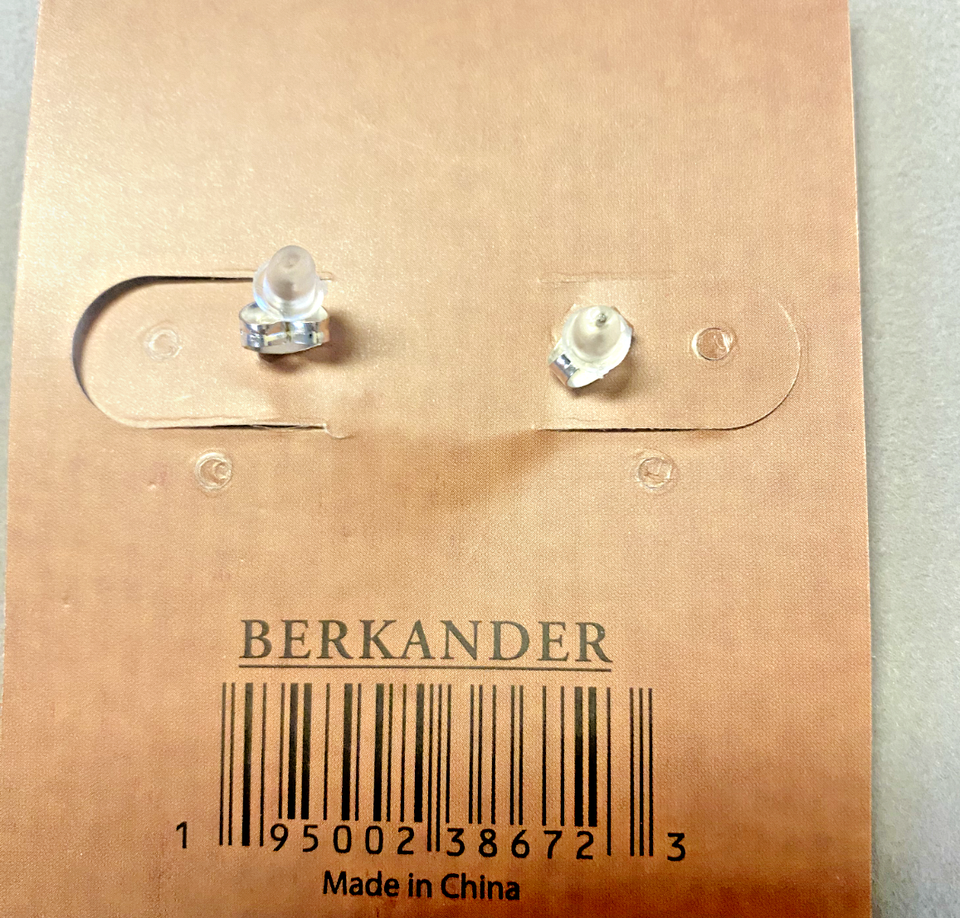 BERKANDER
1 95002 38672 3
Made in China